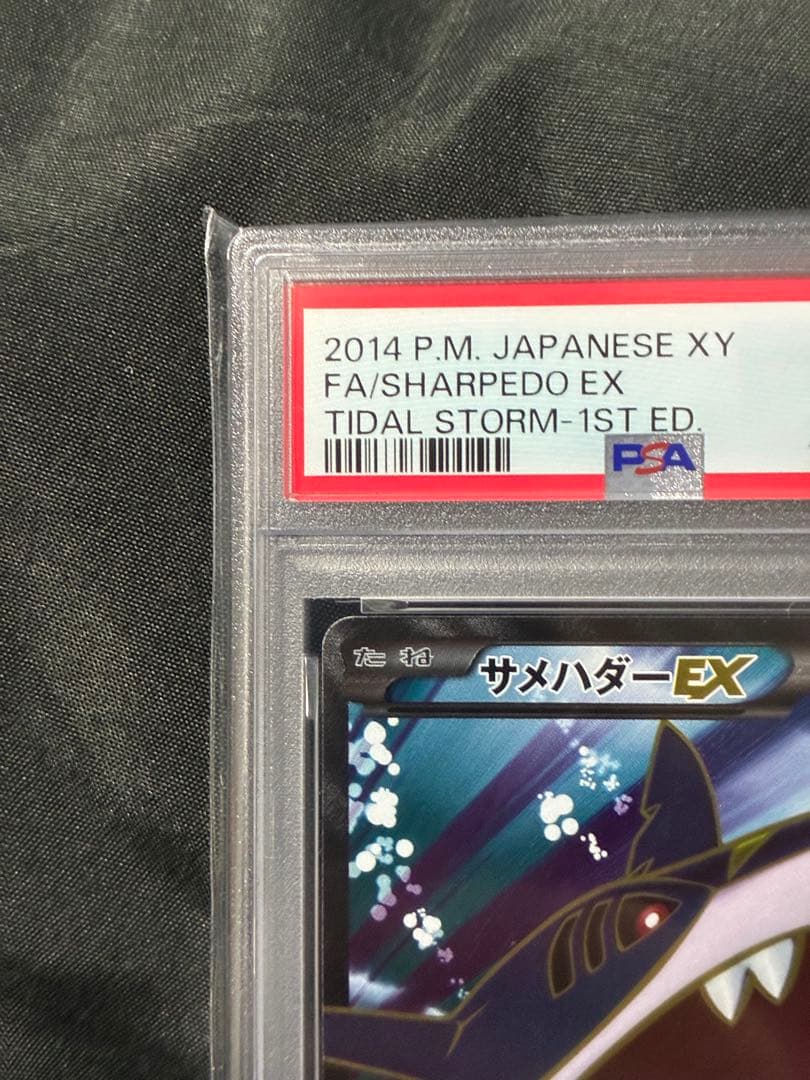 2014 P.M. JAPANESE XY
FA/SHARPEDO EX
TIDAL STORM-1ST ED.
PSA
たね
サメハダーEX